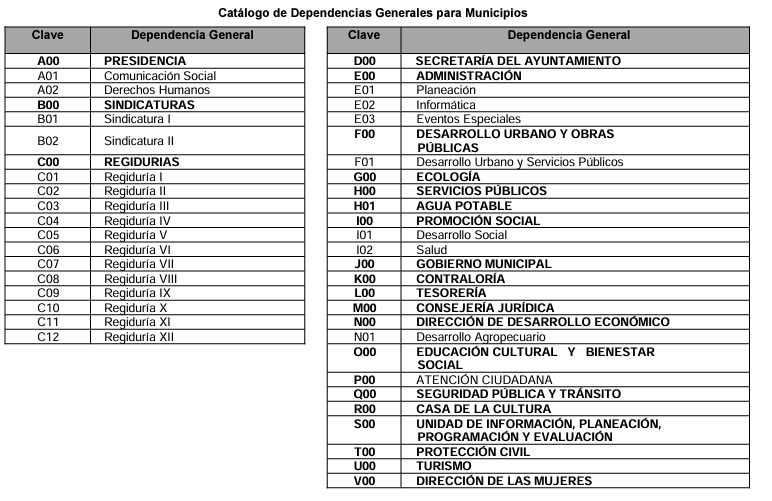 Catálogo de Dependencias Generales para Municipios
Clave Dependencia General
A00 PRESIDENCIA
A01 Comunicación Social
A02 Derechos Humanos
B00 SINDICATURAS
B01 Sindicatura I
B02 Sindicatura II
C00 REGIDURIAS
C01 Regiduría I
C02 Regiduría II
C03 Regiduría III
C04 Regiduría IV
C05 Regiduría V
C06 Regiduría VI
C07 Regiduría VII
C08 Regiduría VIII
C09 Regiduría IX
C10 Regiduría X
C11 Regiduría XI
C12 Regiduría XII
Clave Dependencia General
D00 SECRETARÍA DEL AYUNTAMIENTO
E00 ADMINISTRACIÓN
E01 Planeación
E02 Informática
E03 Eventos Especiales
F00 DESARROLLO URBANO Y OBRAS
PÚBLICAS
F01 Desarrollo Urbano y Servicios Públicos
G00 ECOLOGÍA
H00 SERVICIOS PÚBLICOS
H01 AGUA POTABLE
I00 PROMOCIÓN SOCIAL
I01 Desarrollo Social
I02 Salud
J00 GOBIERNO MUNICIPAL
K00 CONTRALORÍA
L00 TESORERÍA
M00 CONSEJERÍA JURÍDICA
N00 DIRECCIÓN DE DESARROLLO ECONÓMICO
N01 Desarrollo Agropecuario
O00 EDUCACIÓN CULTURAL Y BIENESTAR
SOCIAL
P00 ATENCIÓN CIUDADANA
Q00 SEGURIDAD PÚBLICA Y TRÁNSITO
R00 CASA DE LA CULTURA
S00 UNIDAD DE INFORMACIÓN, PLANEACIÓN,
PROGRAMACIÓN Y EVALUACIÓN
T00 PROTECCIÓN CIVIL
U00 TURISMO
V00 DIRECCIÓN DE LAS MUJERES